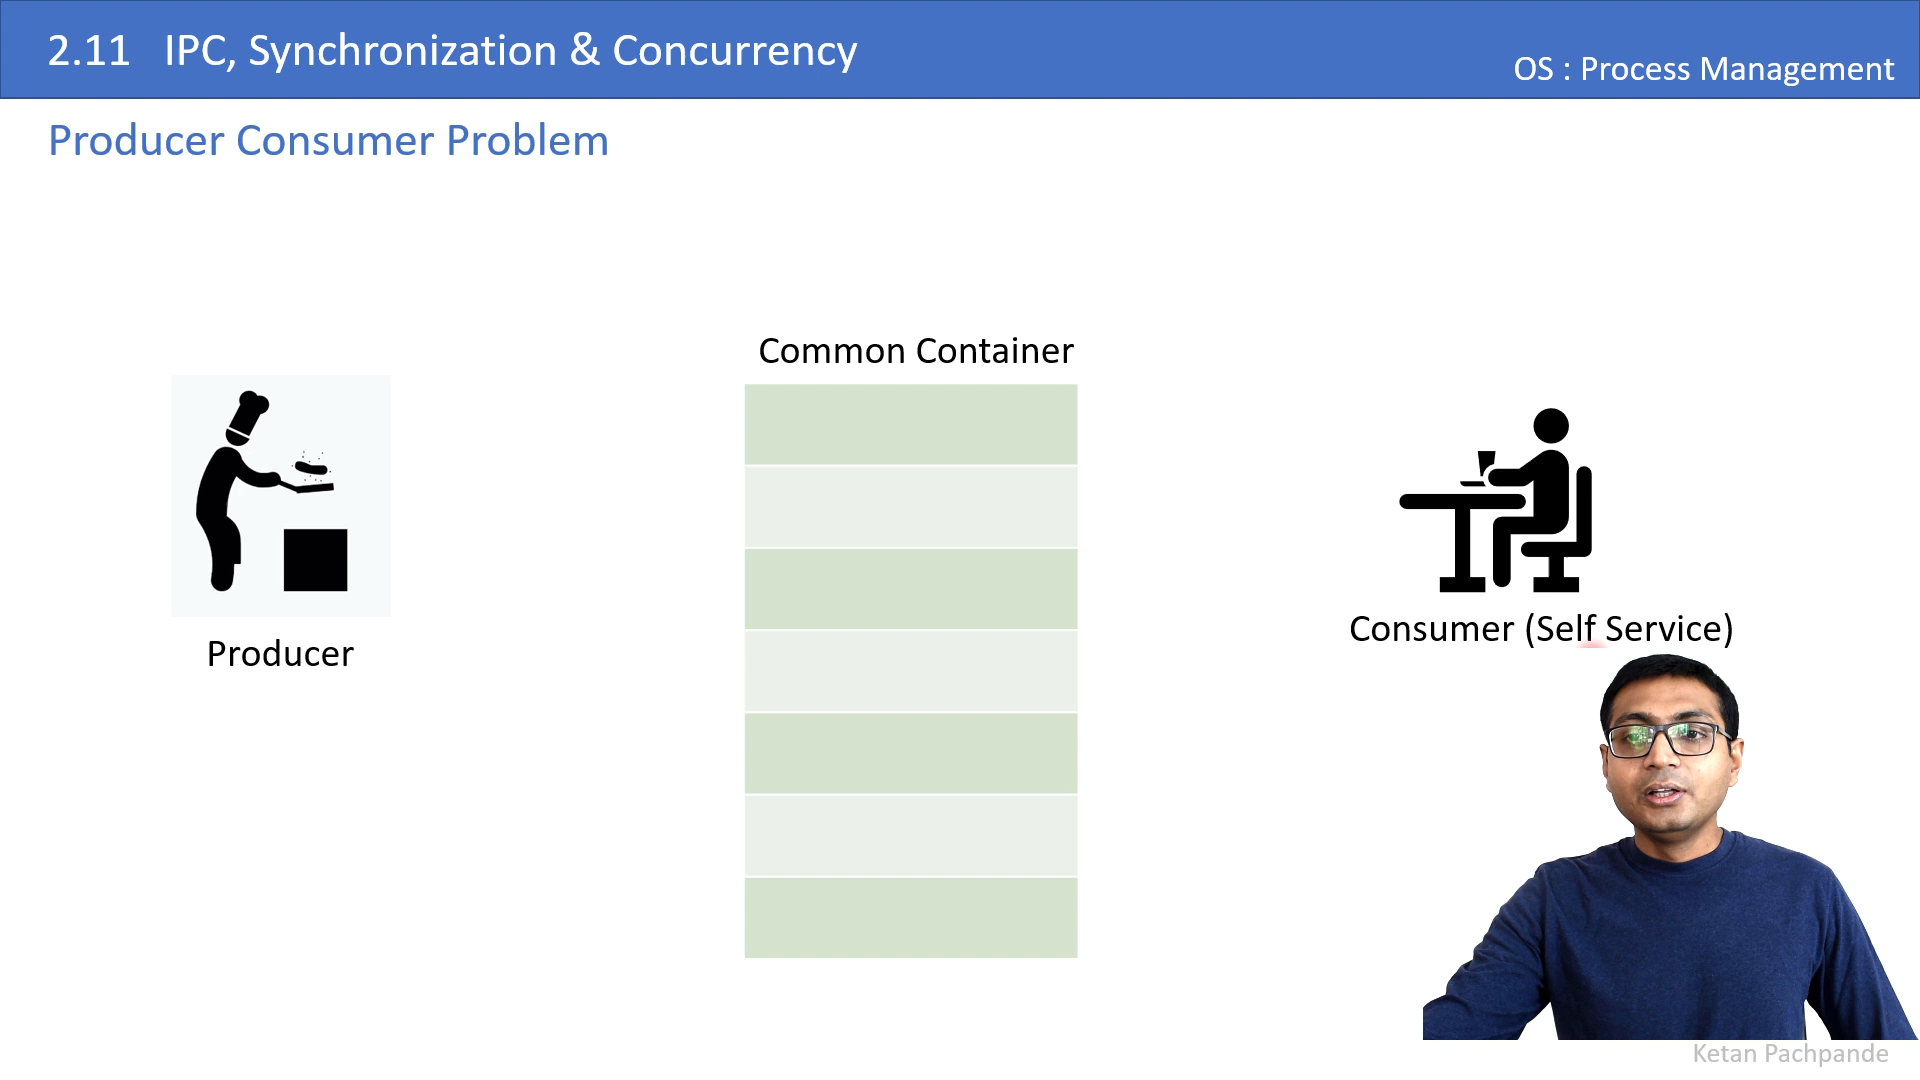 2.11 IPC, Synchronization & Concurrency
OS : Process Management
Producer Consumer Problem
Common Container
Producer
Consumer (Self Service)
Ketan Pachpande